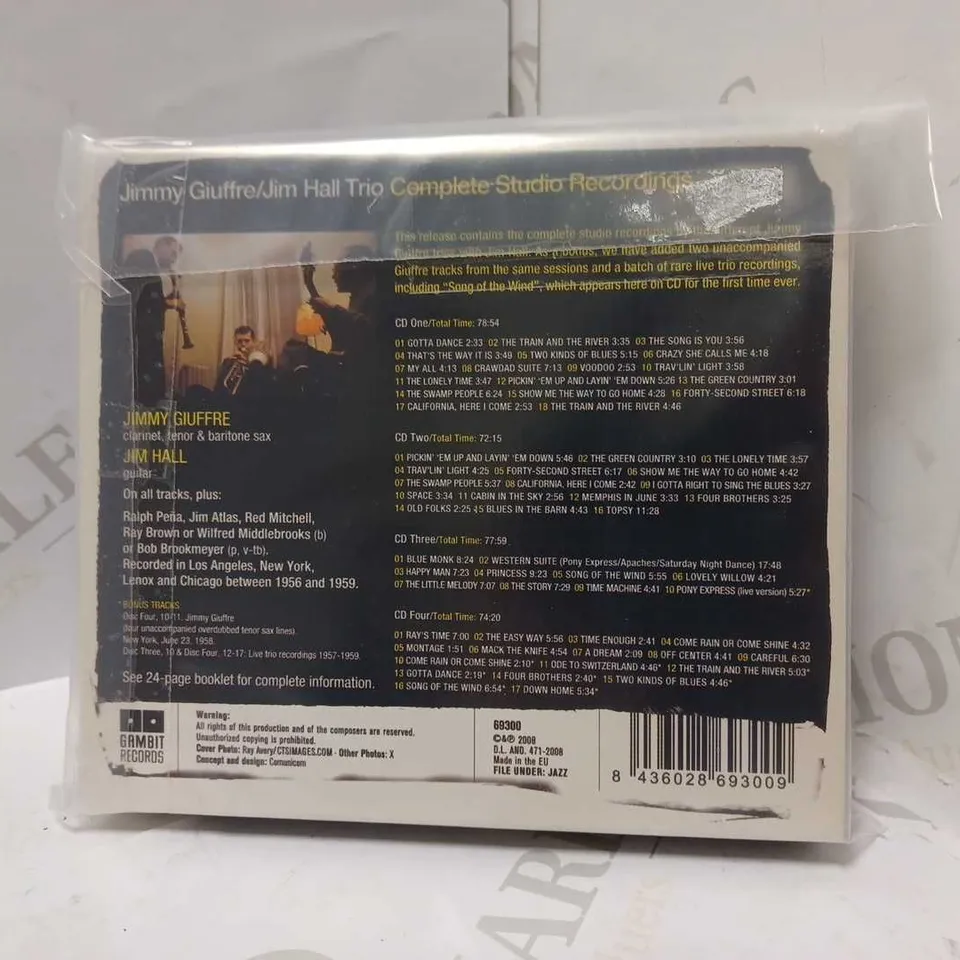 Jimmy Giuffre/Jim Hall Trio Complete Studio Recordings
This release contains the complete studio recordings Jimmy
Giuffre Jim Hall. As a bonus, we have added two unaccompanied
Giuffre tracks from the same sessions and a batch of rare live trio recordings,
including "Song of the Wind", which appears here on CD for the first time ever.
CD One/Total Time: 78:54
01 GOTTA DANCE 2:33 02 THE TRAIN AND THE RIVER 3:35 03 THE SONG IS YOU 3:56
04 THAT'S THE WAY IT IS 3:49 05 TWO KINDS OF BLUES 5:15 06 CRAZY SHE CALLS ME 4:18
07 MY ALL 4:13 08 CRAWDAD SUITE 7:13 09 VOODOO 2:53 10 TRAV'LIN' LIGHT 3:58
11 THE LONELY TIME 3:47 12 PICKIN' 'EM UP AND LAYIN' 'EM DOWN 5:26 13 THE GREEN COUNTRY 3:01
14 THE SWAMP PEOPLE 6:24 15 SHOW ME THE WAY TO GO HOME 4:28 16 FORTY-SECOND STREET 6:18
17 CALIFORNIA, HERE I COME 2:53 18 THE TRAIN AND THE RIVER 4:46
CD Two/Total Time: 72:15
01 PICKIN' 'EM UP AND LAYIN' 'EM DOWN 5:46 02 THE GREEN COUNTRY 3:10 03 THE LONELY TIME 3:57
04 TRAV'LIN' LIGHT 4:25 05 FORTY-SECOND STREET 6:17 06 SHOW ME THE WAY TO GO HOME 4:42
07 THE SWAMP PEOPLE 5:37 08 CALIFORNIA, HERE I COME 2:42 09 I GOTTA RIGHT TO SING THE BLUES 3:27
10 SPACE 3:34 11 CABIN IN THE SKY 2:56 12 MEMPHIS IN JUNE 3:33 13 FOUR BROTHERS 3:25
14 OLD FOLKS 2:25 15 BLUES IN THE BARN 4:43 16 TOPSY 11:28
CD Three/Total Time: 77:59
01 BLUE MONK 8:24 02 WESTERN SUITE (Pony Express/Apaches/Saturday Night Dance) 17:48
03 HAPPY MAN 7:23 04 PRINCESS 9:23 05 SONG OF THE WIND 5:55 06 LOVELY WILLOW 4:21
07 THE LITTLE MELODY 7:07 08 THE STORY 7:29 09 TIME MACHINE 4:41 10 PONY EXPRESS (live version) 5:27*
CD Four/Total Time: 74:20
01 RAY'S TIME 7:00 02 THE EASY WAY 5:56 03 TIME ENOUGH 2:41 04 COME RAIN OR COME SHINE 4:32
05 MONTAGE 1:51 06 MACK THE KNIFE 4:54 07 A DREAM 2:09 08 OFF CENTER 4:41 09 CAREFUL 6:30
10 COME RAIN OR COME SHINE 2:10* 11 ODE TO SWITZERLAND 4:46* 12 THE TRAIN AND THE RIVER 5:03*
13 GOTTA DANCE 2:19* 14 FOUR BROTHERS 2:40* 15 TWO KINDS OF BLUES 4:46*
16 SONG OF THE WIND 6:54* 17 DOWN HOME 5:34*
JIMMY GIUFFRE
clarinet, tenor & baritone sax
JIM HALL
guitar
On all tracks, plus:
Ralph Peña, Jim Atlas, Red Mitchell,
Ray Brown or Wilfred Middlebrooks (b)
or Bob Brookmeyer (p, v-tb).
Recorded in Los Angeles, New York,
Lenox and Chicago between 1956 and 1959.
*BONUS TRACKS
Disc Four, 10-11: Jimmy Giuffre
(four unaccompanied overdubbed tenor sax lines).
New York, June 23, 1958.
Disc Three, 10 & Disc Four, 12-17: Live trio recordings 1957-1959.
See 24-page booklet for complete information.
GAMBIT
RECORDS
Warning:
All rights of this production and of the composers are reserved.
Unauthorized copying is prohibited.
Cover Photo: Ray Avery/CTSIMAGES.COM - Other Photos: X
Concept and design: Comunicom
69300
©&℗ 2008
D.L. AND. 471-2008
Made in the EU
FILE UNDER: JAZZ
8 436028 693009